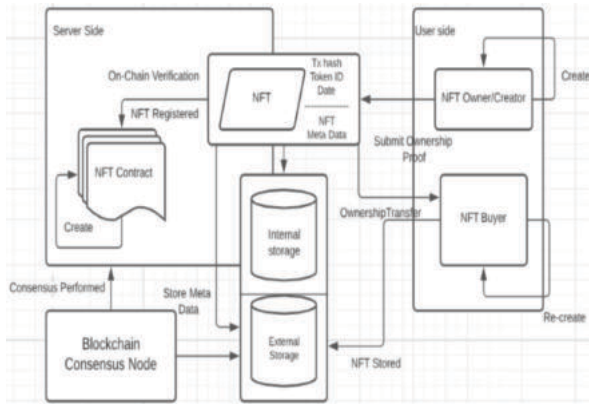 Server Side
User side
On-Chain Verification
NFT Registered
NFT
Tx hash
Token ID
Date
NFT
Meta Data
NFT Owner/Creator
Create
Submit Ownership
Proof
NFT Contract
Create
Internal
storage
OwnershipTransfer
NFT Buyer
Consensus Performed
Store Meta
Data
Re-create
Blockchain
Consensus Node
External
Storage
NFT Stored